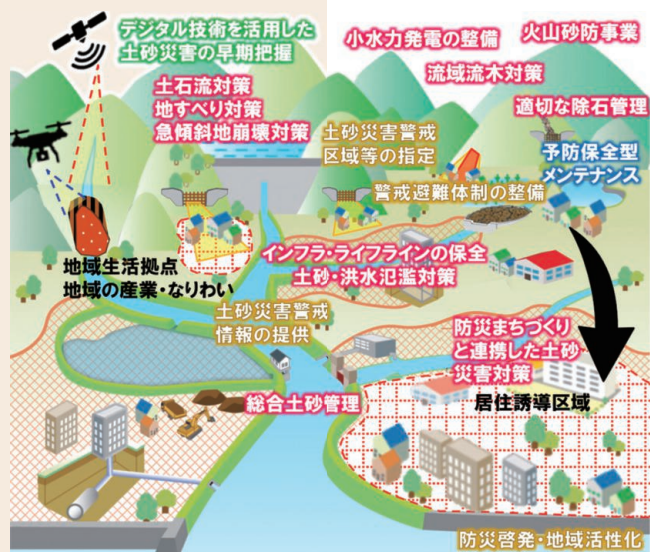 デジタル技術を活用した
土砂災害の早期把握
小水力発電の整備
火山砂防事業
流域流木対策
土石流対策
地すべり対策
急傾斜地崩壊対策
適切な除石管理
土砂災害警戒
区域等の指定
予防保全型
メンテナンス
警戒避難体制の整備
インフラ・ライフラインの保全
土砂・洪水氾濫対策
地域生活拠点
地域の産業・なりわい
土砂災害警戒
情報の提供
防災まちづくり
と連携した土砂
災害対策
総合土砂管理
居住誘導区域
防災啓発・地域活性化